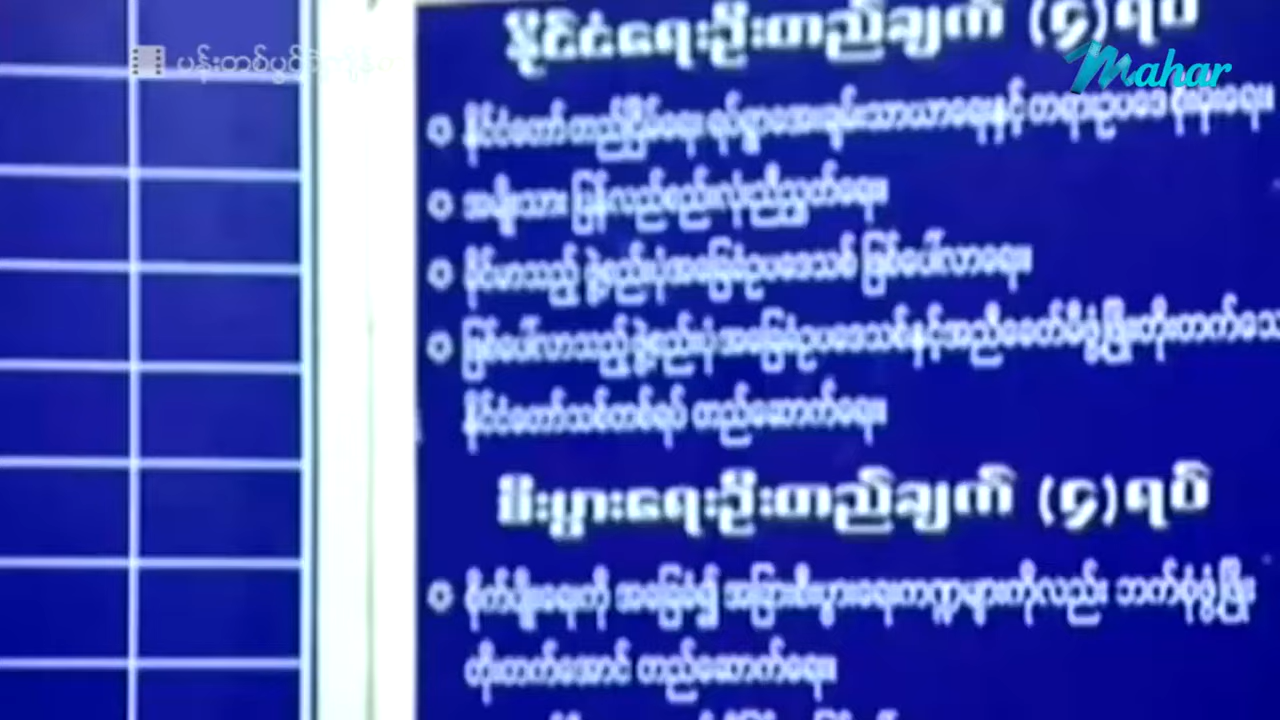 နိုင်ငံရေးဦးတည်ချက် (၄)ရပ်
Mahar
နိုင်ငံတော်တည်ငြိမ်ရေး၊ ရပ်ရွာအေးချမ်းသာယာရေးနှင့် တရားဥပဒေ စိုးမိုးရေး။
အမျိုးသား ပြန်လည်စည်းလုံးညီညွတ်ရေး။
ခိုင်မာသည့် ဖွဲ့စည်းပုံအခြေခံဥပဒေသစ် ဖြစ်ပေါ်လာရေး။
ဖြစ်ပေါ်လာသည့် ဖွဲ့စည်းပုံ အခြေခံဥပဒေသစ်နှင့်အညီ ခေတ်မီဖွံ့ဖြိုးတိုးတက်သော
နိုင်ငံတော်သစ်တစ်ရပ် တည်ဆောက်ရေး။
စီးပွားရေးဦးတည်ချက် (၄)ရပ်
စိုက်ပျိုးရေးကို အခြေခံ၍ အခြားစီးပွားရေးကဏ္ဍများကိုလည်း ဘက်စုံဖွံ့ဖြိုး
တိုးတက်အောင် တည်ဆောက်ရေး။